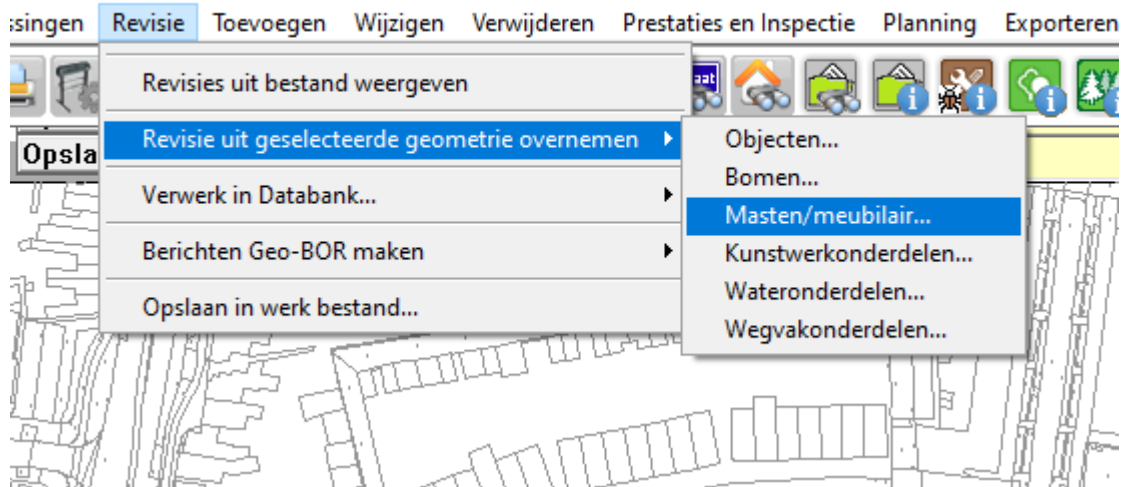 ssingen Revisie Toevoegen Wijzigen Verwijderen Prestaties en Inspectie Planning Exporteren
Revisies uit bestand weergeven
Revisie uit geselecteerde geometrie overnemen
Verwerk in Databank...
Berichten Geo-BOR maken
Opslaan in werk bestand...
Objecten...
Bomen...
Masten/meubilair...
Kunstwerkonderdelen...
Wateronderdelen...
Wegvakonderdelen...
Opsla
aat